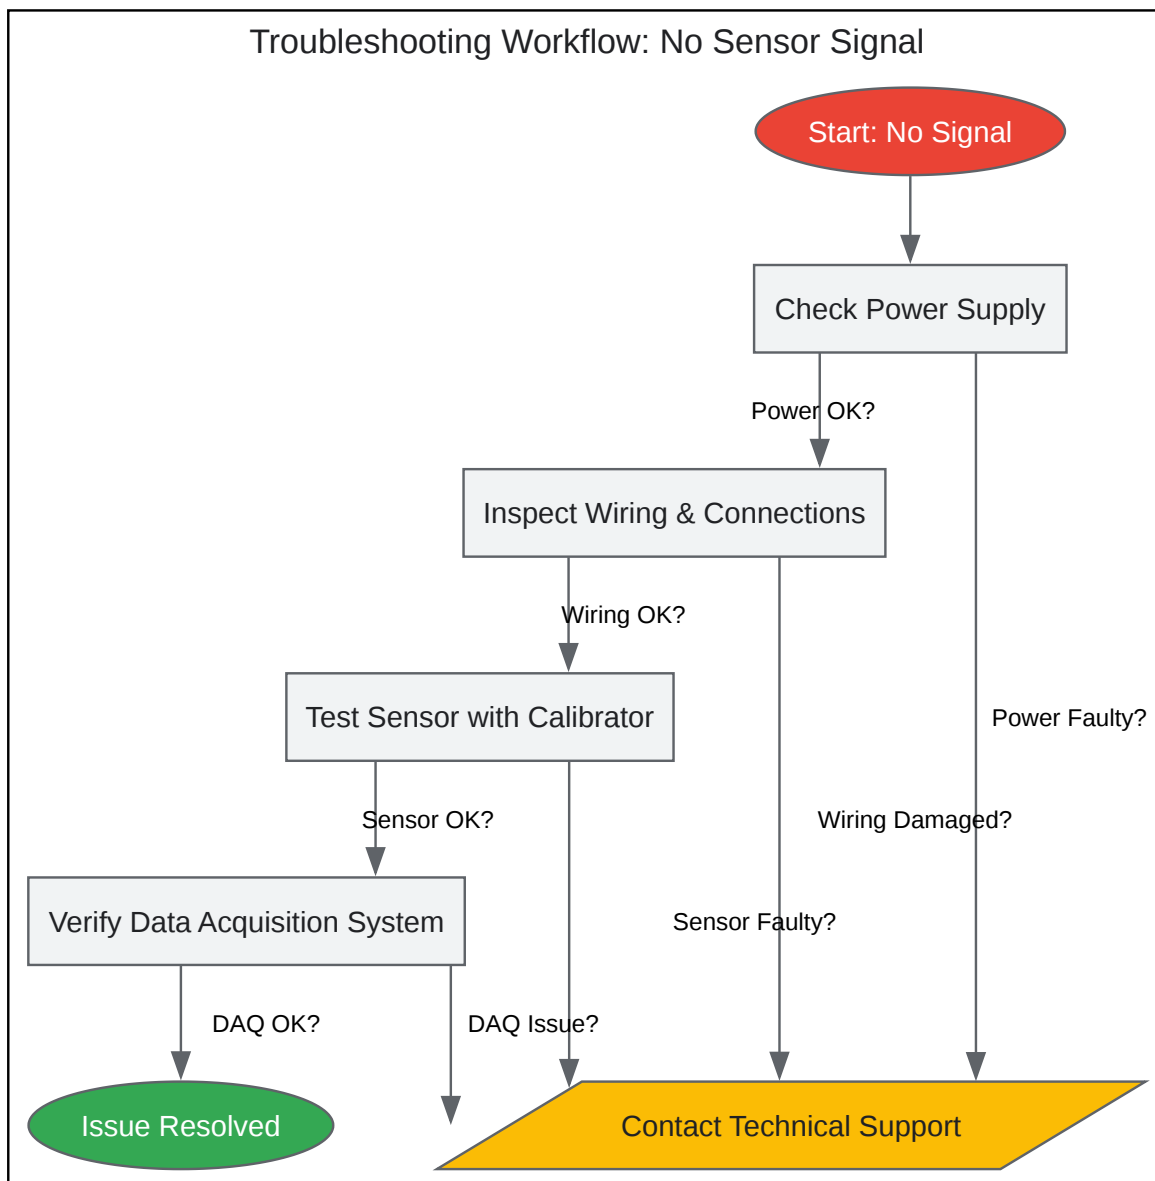 Troubleshooting Workflow: No Sensor Signal
Start: No Signal
Check Power Supply
Power OK?
Inspect Wiring & Connections
Wiring OK?
Test Sensor with Calibrator
Power Faulty?
Sensor OK?
Wiring Damaged?
Verify Data Acquisition System
Sensor Faulty?
DAQ OK?
DAQ Issue?
Issue Resolved
Contact Technical Support